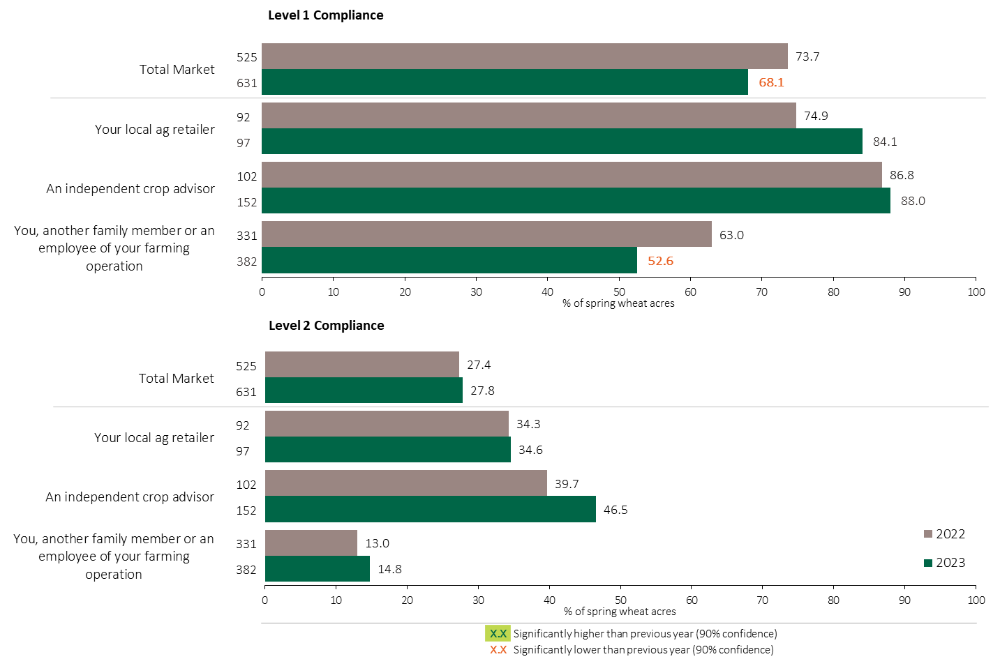 Level 1 Compliance
525 73.7
Total Market
631 68.1
92 74.9
Your local ag retailer
97 84.1
102 86.8
An independent crop advisor
152 88.0
You, another family member or an
331 63.0
employee of your farming
382 52.6
operation
0 10 20 30 40 50 60 70 80 90 100
% of spring wheat acres
Level 2 Compliance
525 27.4
Total Market
631 27.8
92 34.3
Your local ag retailer
97 34.6
102 39.7
An independent crop advisor
152 46.5
2022
You, another family member or an
331 13.0
employee of your farming
2023
382 14.8
operation
0 10 20 30 40 50 60 70 80 90 100
% of spring wheat acres
X.X Significantly higher than previous year (90% confidence)
X.X Significantly lower than previous year (90% confidence)